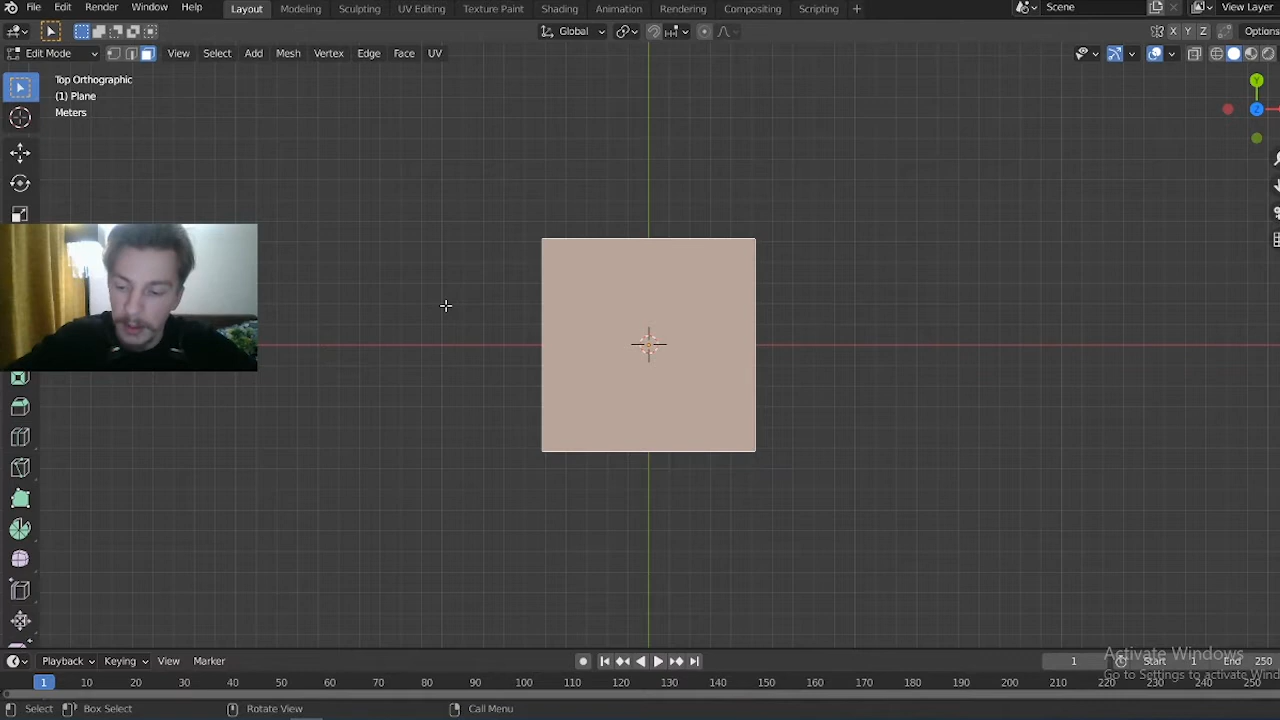 File Edit Render Window Help Layout Modeling Sculpting UV Editing Texture Paint Shading Animation Rendering Compositing Scripting + Scene View Layer
Global X Y Z Options
Edit Mode View Select Add Mesh Vertex Edge Face UV
Top Orthographic
(1) Plane
Meters
Y
Z
Playback Keying View Marker 1 Start 1 End 250
1 10 20 30 40 50 60 70 80 90 100 110 120 130 140 150 160 170 180 190 200 210 220 230 240 250
Activate Windows
Go to Settings to activate Wind
Select Box Select Rotate View Call Menu